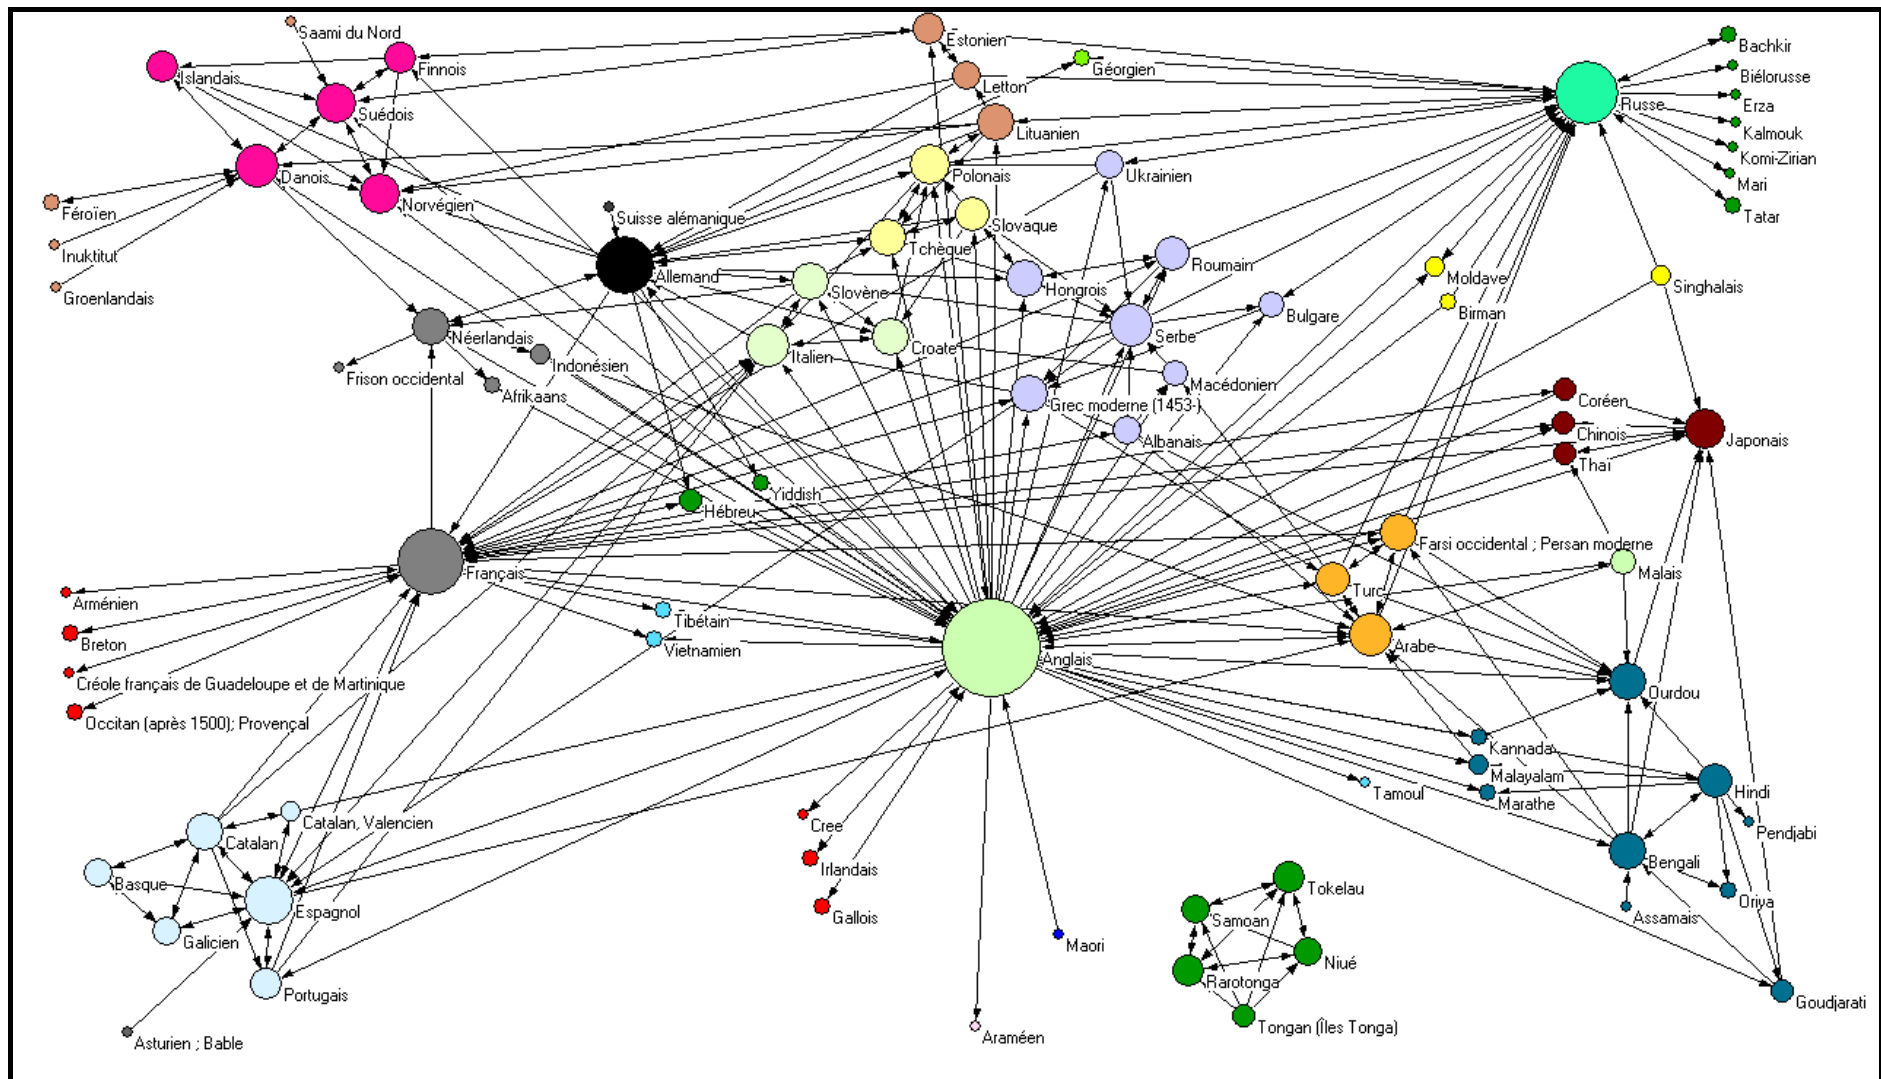 Saami du Nord
Islandais
Finnois
Suédois
Danois
Norvégien
Féroïen
Inuktitut
Groenlandais
Estonien
Letton
Géorgien
Lituanien
Polonais
Ukrainien
Slovaque
Tchèque
Suisse alémanique
Allemand
Slovène
Hongrois
Roumain
Serbe
Bulgare
Croate
Italien
Macédonien
Grec moderne (1453-)
Albanais
Néerlandais
Indonésien
Frison occidental
Afrikaans
Russe
Bachkir
Biélorusse
Erza
Kalmouk
Komi-Zirian
Mari
Tatar
Moldave
Birman
Singhalais
Coréen
Chinois
Thaï
Japonais
Yiddish
Hébreu
Français
Farsi occidental ; Persan moderne
Turc
Malais
Arabe
Arménien
Breton
Créole français de Guadeloupe et de Martinique
Occitan (après 1500); Provençal
Tibétain
Vietnamien
Anglais
Ourdou
Kannada
Malayalam
Marathe
Tamoul
Hindi
Pendjabi
Bengali
Oriya
Assamais
Goudjarati
Catalan, Valencien
Catalan
Basque
Espagnol
Galicien
Portugais
Asturien ; Bable
Cree
Irlandais
Gallois
Maori
Araméen
Tokelau
Samoan
Niué
Rarotonga
Tongan (Îles Tonga)